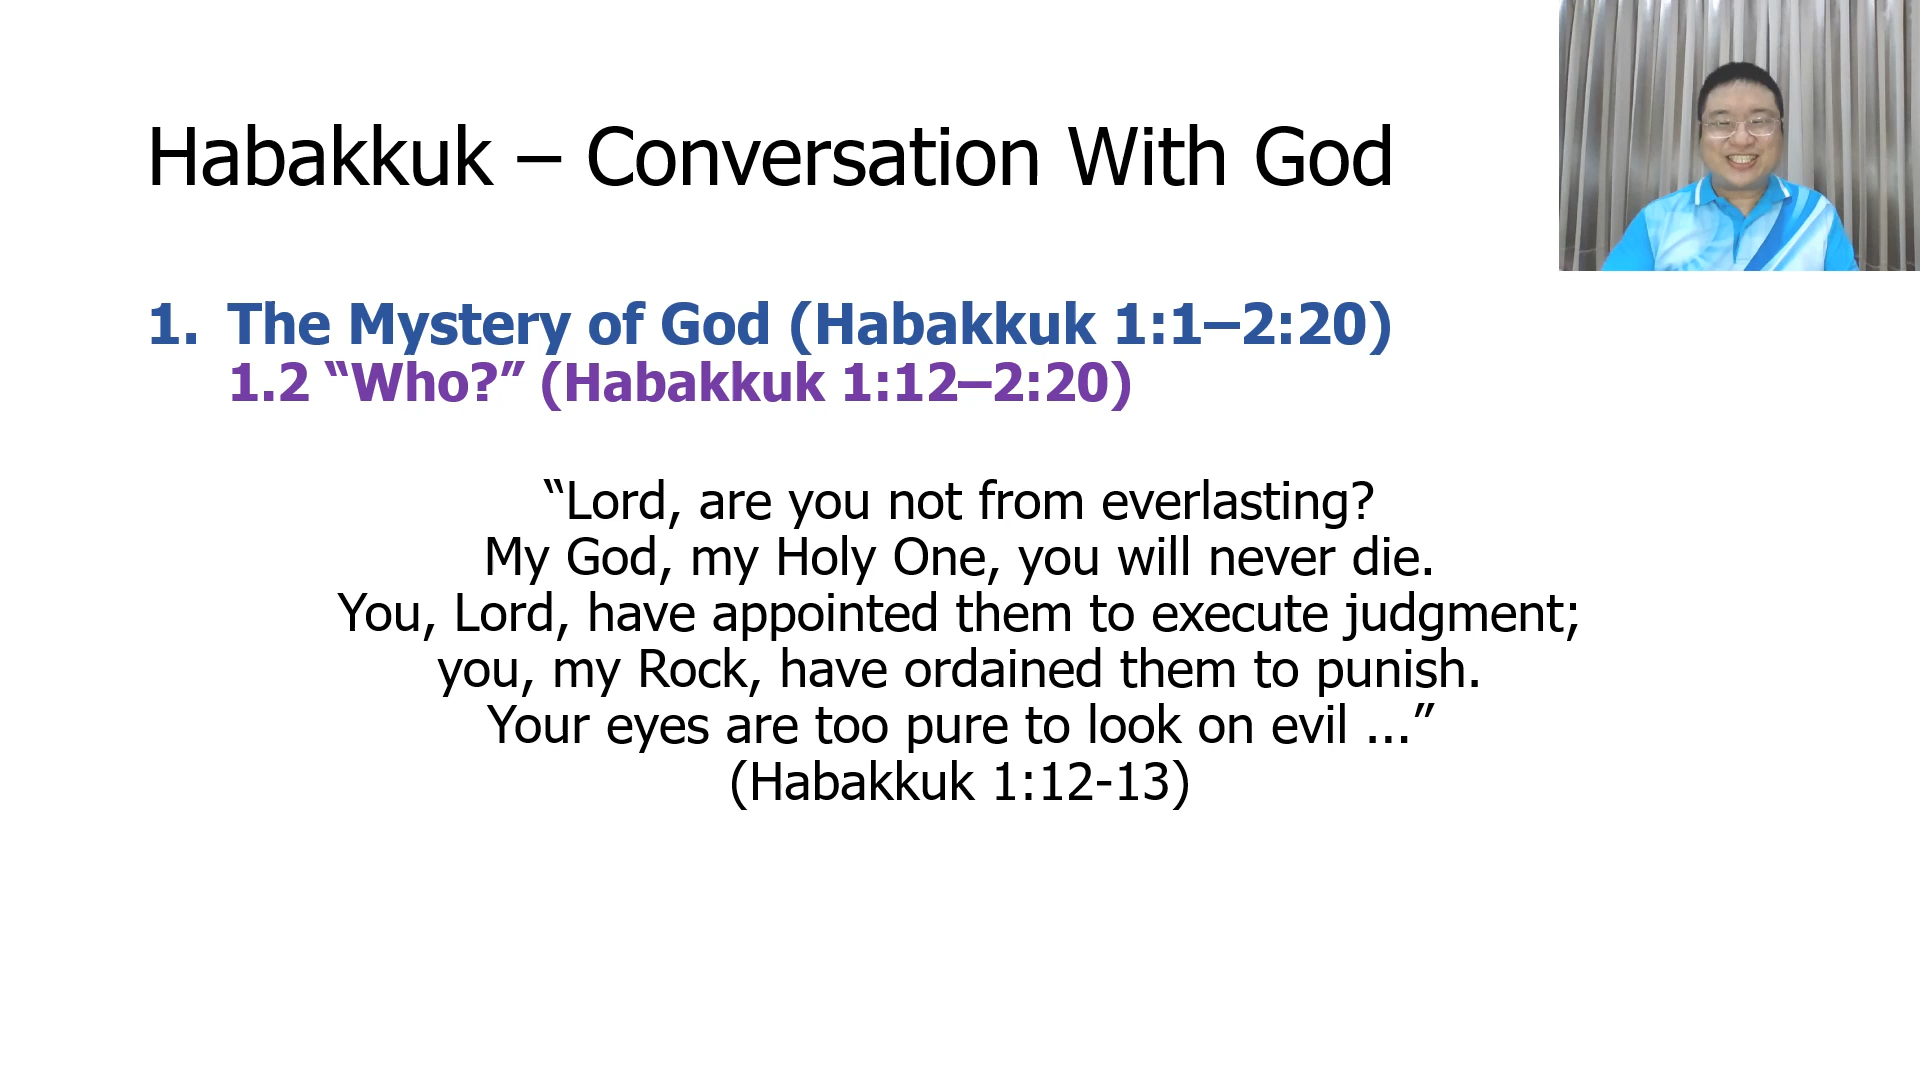 Habakkuk – Conversation With God
1. The Mystery of God (Habakkuk 1:1–2:20)
1.2 “Who?” (Habakkuk 1:12–2:20)
“Lord, are you not from everlasting?
My God, my Holy One, you will never die.
You, Lord, have appointed them to execute judgment;
you, my Rock, have ordained them to punish.
Your eyes are too pure to look on evil ...”
(Habakkuk 1:12-13)